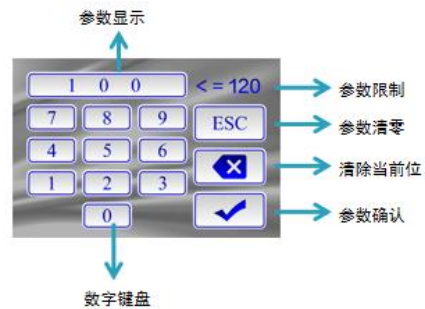 参数显示
1 0 0 <=120 参数限制
7 8 9 ESC 参数清零
4 5 6 清除当前位
1 2 3 参数确认
0
数字键盘